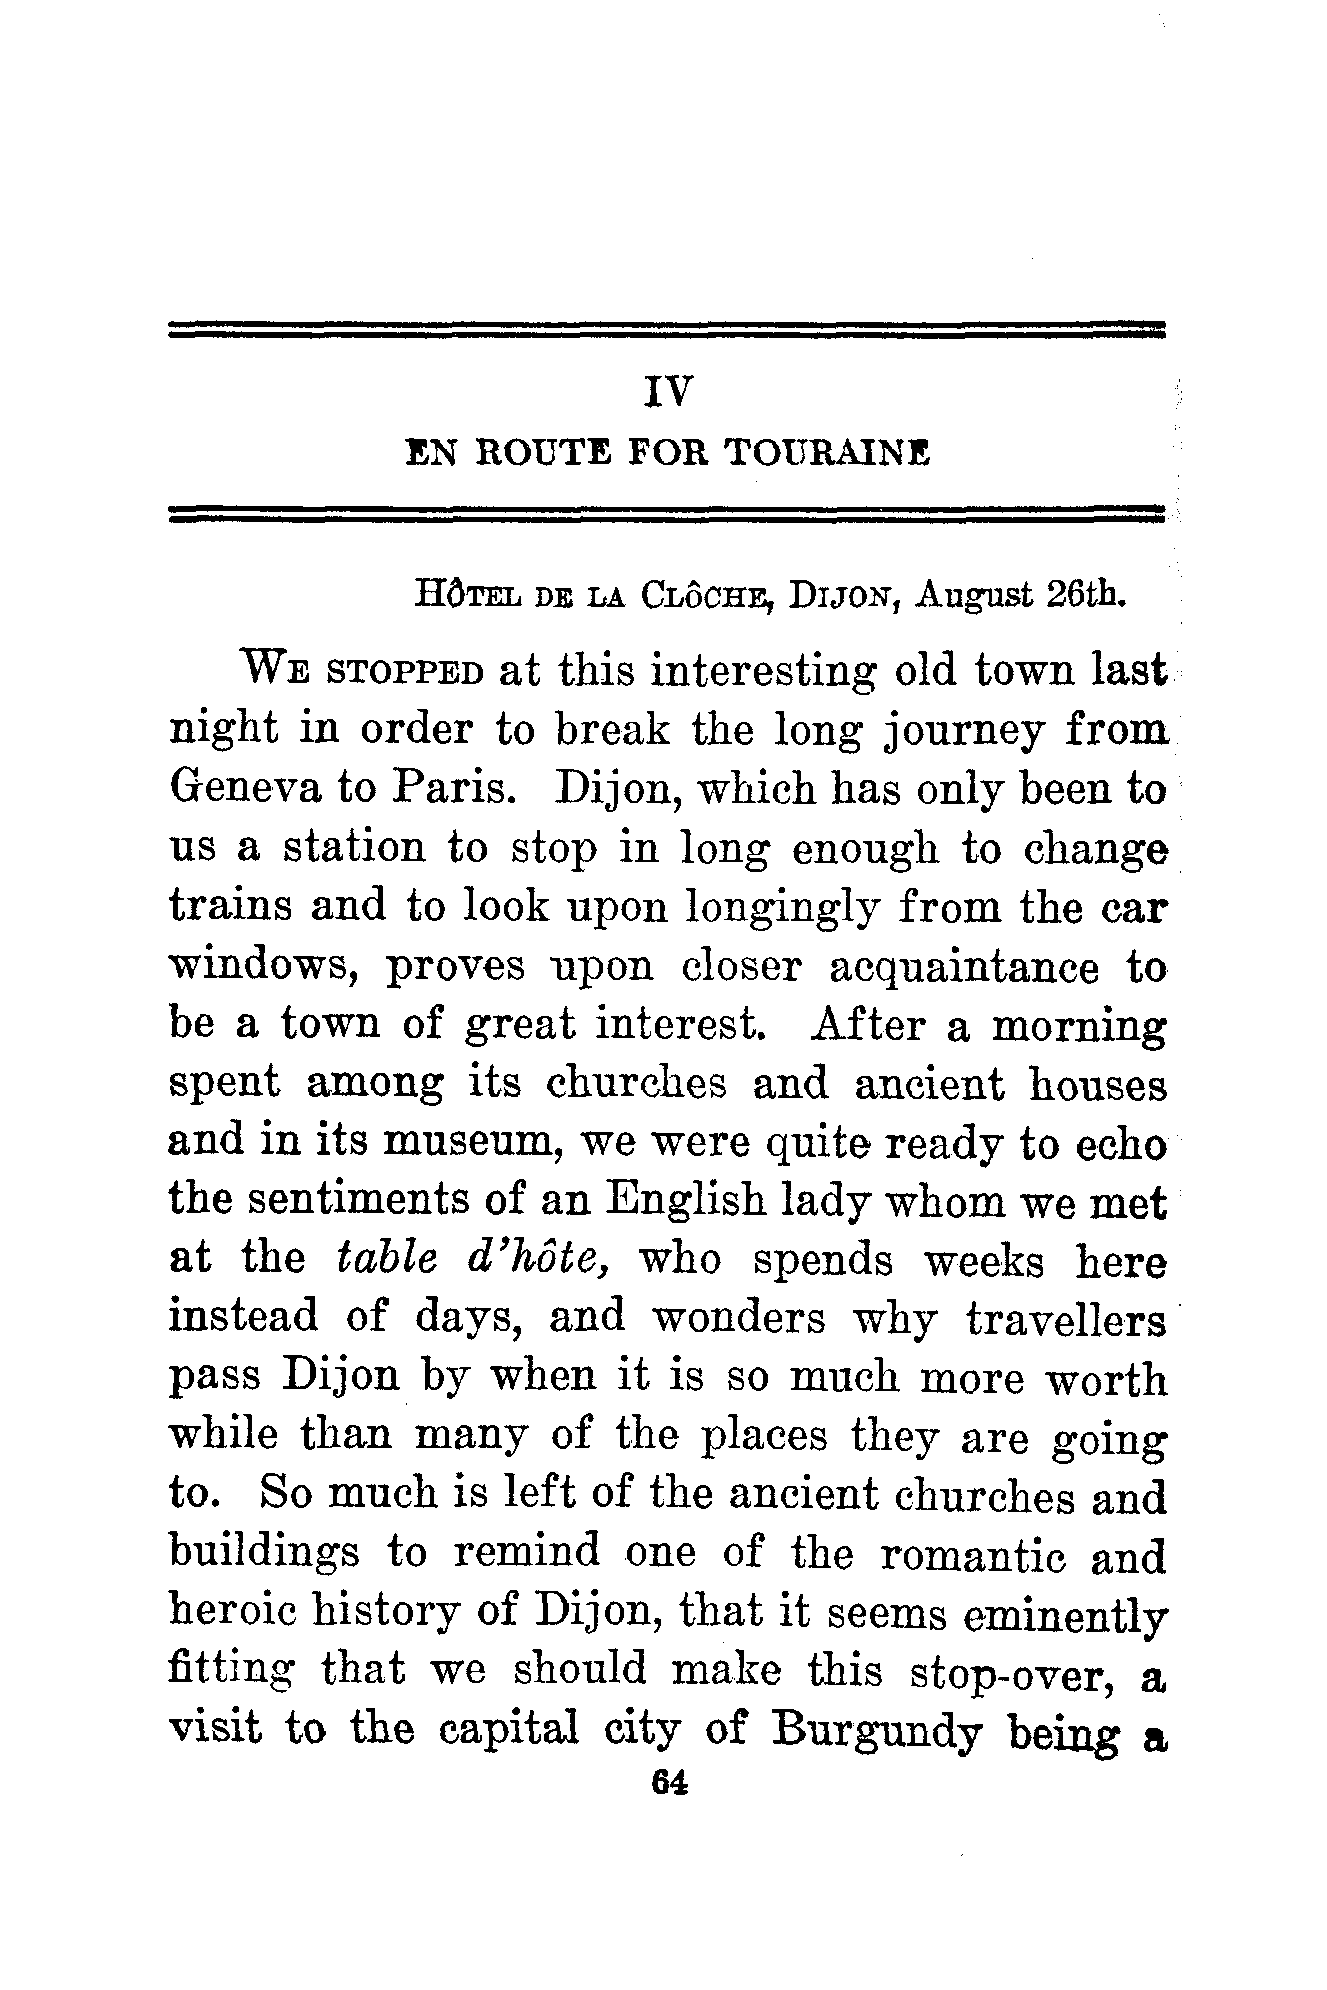 IV
EN ROUTE FOR TOURAINE
HÔTEL DE LA CLÔCHE, DIJON, August 26th.
WE STOPPED at this interesting old town last
night in order to break the long journey from
Geneva to Paris. Dijon, which has only been to
us a station to stop in long enough to change
trains and to look upon longingly from the car
windows, proves upon closer acquaintance to
be a town of great interest. After a morning
spent among its churches and ancient houses
and in its museum, we were quite ready to echo
the sentiments of an English lady whom we met
at the table d'hôte, who spends weeks here
instead of days, and wonders why travellers
pass Dijon by when it is so much more worth
while than many of the places they are going
to. So much is left of the ancient churches and
buildings to remind one of the romantic and
heroic history of Dijon, that it seems eminently
fitting that we should make this stop-over, a
visit to the capital city of Burgundy being a
64